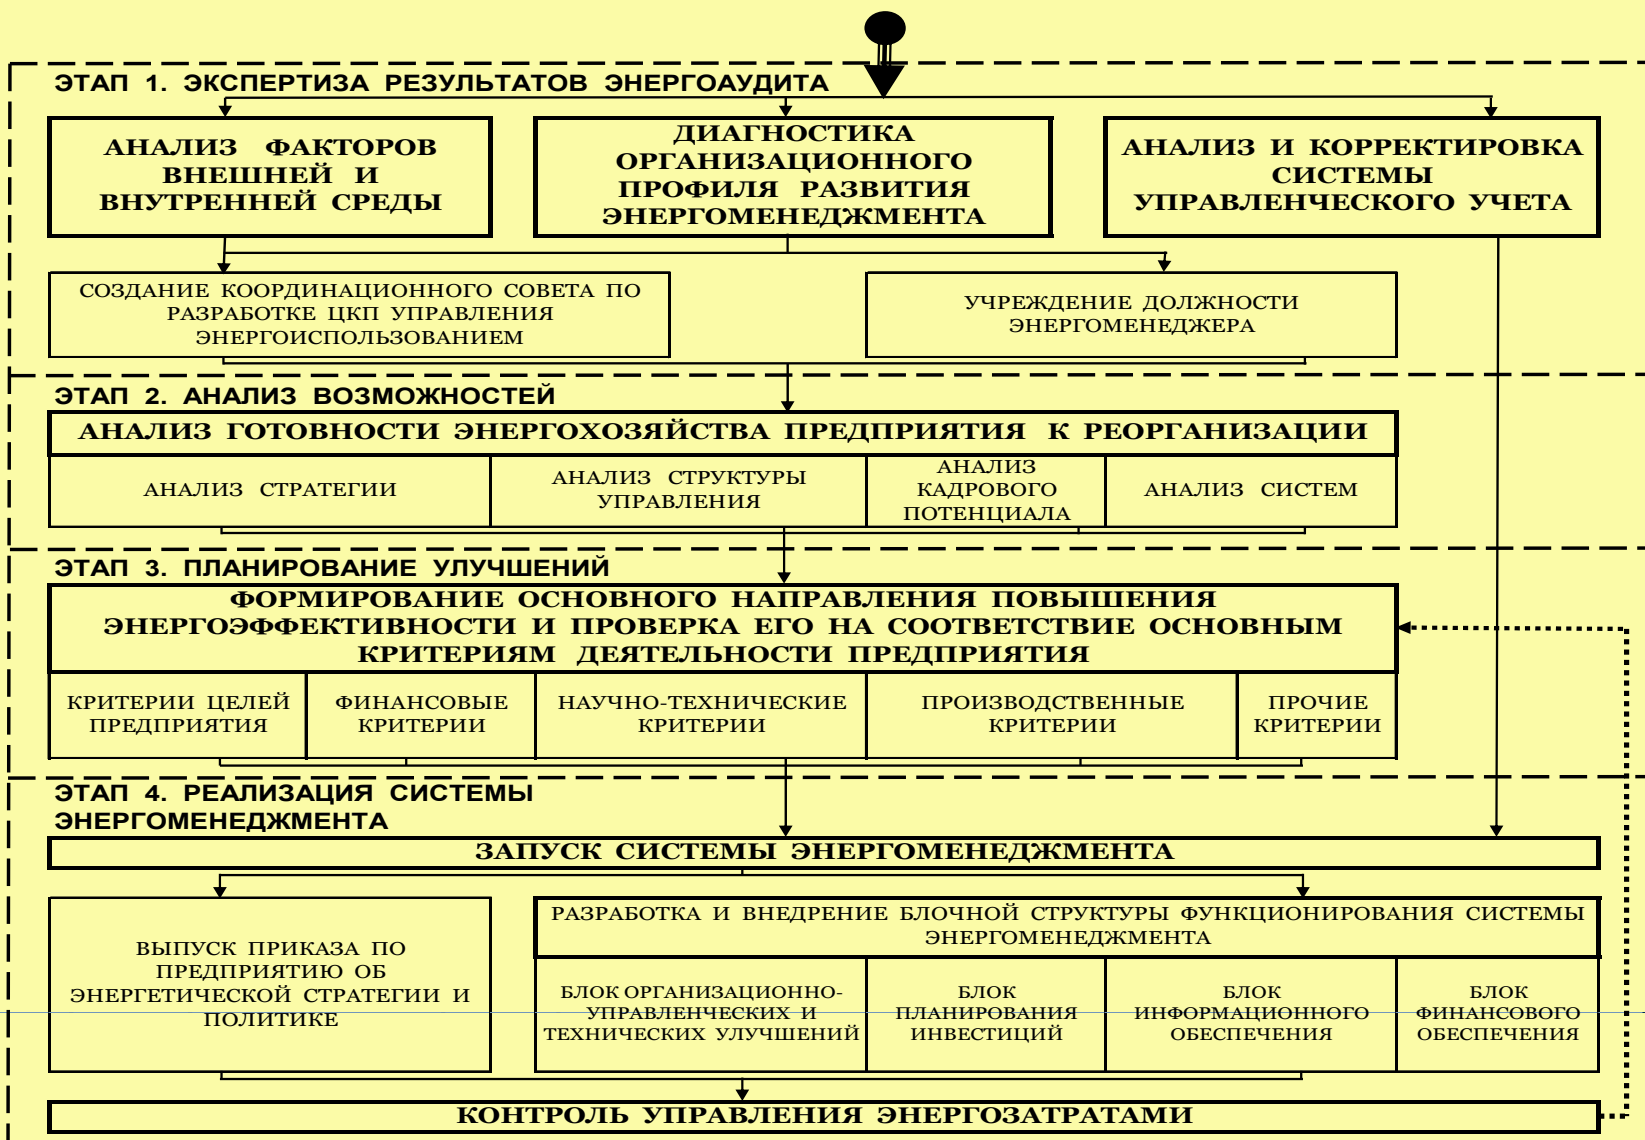 ЭТАП 1. ЭКСПЕРТИЗА РЕЗУЛЬТАТОВ ЭНЕРГОАУДИТА
АНАЛИЗ ФАКТОРОВ
ВНЕШНЕЙ И
ВНУТРЕННЕЙ СРЕДЫ
ДИАГНОСТИКА
ОРГАНИЗАЦИОННОГО
ПРОФИЛЯ РАЗВИТИЯ
ЭНЕРГОМЕНЕДЖМЕНТА
АНАЛИЗ И КОРРЕКТИРОВКА
СИСТЕМЫ
УПРАВЛЕНЧЕСКОГО УЧЕТА
СОЗДАНИЕ КООРДИНАЦИОННОГО СОВЕТА ПО
РАЗРАБОТКЕ ЦКП УПРАВЛЕНИЯ
ЭНЕРГОИСПОЛЬЗОВАНИЕМ
УЧРЕЖДЕНИЕ ДОЛЖНОСТИ
ЭНЕРГОМЕНЕДЖЕРА
ЭТАП 2. АНАЛИЗ ВОЗМОЖНОСТЕЙ
АНАЛИЗ ГОТОВНОСТИ ЭНЕРГОХОЗЯЙСТВА ПРЕДПРИЯТИЯ К РЕОРГАНИЗАЦИИ
АНАЛИЗ СТРАТЕГИИ
АНАЛИЗ СТРУКТУРЫ
УПРАВЛЕНИЯ
АНАЛИЗ
КАДРОВОГО
ПОТЕНЦИАЛА
АНАЛИЗ СИСТЕМ
ЭТАП 3. ПЛАНИРОВАНИЕ УЛУЧШЕНИЙ
ФОРМИРОВАНИЕ ОСНОВНОГО НАПРАВЛЕНИЯ ПОВЫШЕНИЯ
ЭНЕРГОЭФФЕКТИВНОСТИ И ПРОВЕРКА ЕГО НА СООТВЕТСТВИЕ ОСНОВНЫМ
КРИТЕРИЯМ ДЕЯТЕЛЬНОСТИ ПРЕДПРИЯТИЯ
КРИТЕРИИ ЦЕЛЕЙ
ПРЕДПРИЯТИЯ
ФИНАНСОВЫЕ
КРИТЕРИИ
НАУЧНО-ТЕХНИЧЕСКИЕ
КРИТЕРИИ
ПРОИЗВОДСТВЕННЫЕ
КРИТЕРИИ
ПРОЧИЕ
КРИТЕРИИ
ЭТАП 4. РЕАЛИЗАЦИЯ СИСТЕМЫ
ЭНЕРГОМЕНЕДЖМЕНТА
ЗАПУСК СИСТЕМЫ ЭНЕРГОМЕНЕДЖМЕНТА
ВЫПУСК ПРИКАЗА ПО
ПРЕДПРИЯТИЮ ОБ
ЭНЕРГЕТИЧЕСКОЙ СТРАТЕГИИ И
ПОЛИТИКЕ
РАЗРАБОТКА И ВНЕДРЕНИЕ БЛОЧНОЙ СТРУКТУРЫ ФУНКЦИОНИРОВАНИЯ СИСТЕМЫ
ЭНЕРГОМЕНЕДЖМЕНТА
БЛОК ОРГАНИЗАЦИОННО-
УПРАВЛЕНЧЕСКИХ И
ТЕХНИЧЕСКИХ УЛУЧШЕНИЙ
БЛОК
ПЛАНИРОВАНИЯ
ИНВЕСТИЦИЙ
БЛОК
ИНФОРМАЦИОННОГО
ОБЕСПЕЧЕНИЯ
БЛОК
ФИНАНСОВОГО
ОБЕСПЕЧЕНИЯ
КОНТРОЛЬ УПРАВЛЕНИЯ ЭНЕРГОЗАТРАТАМИ